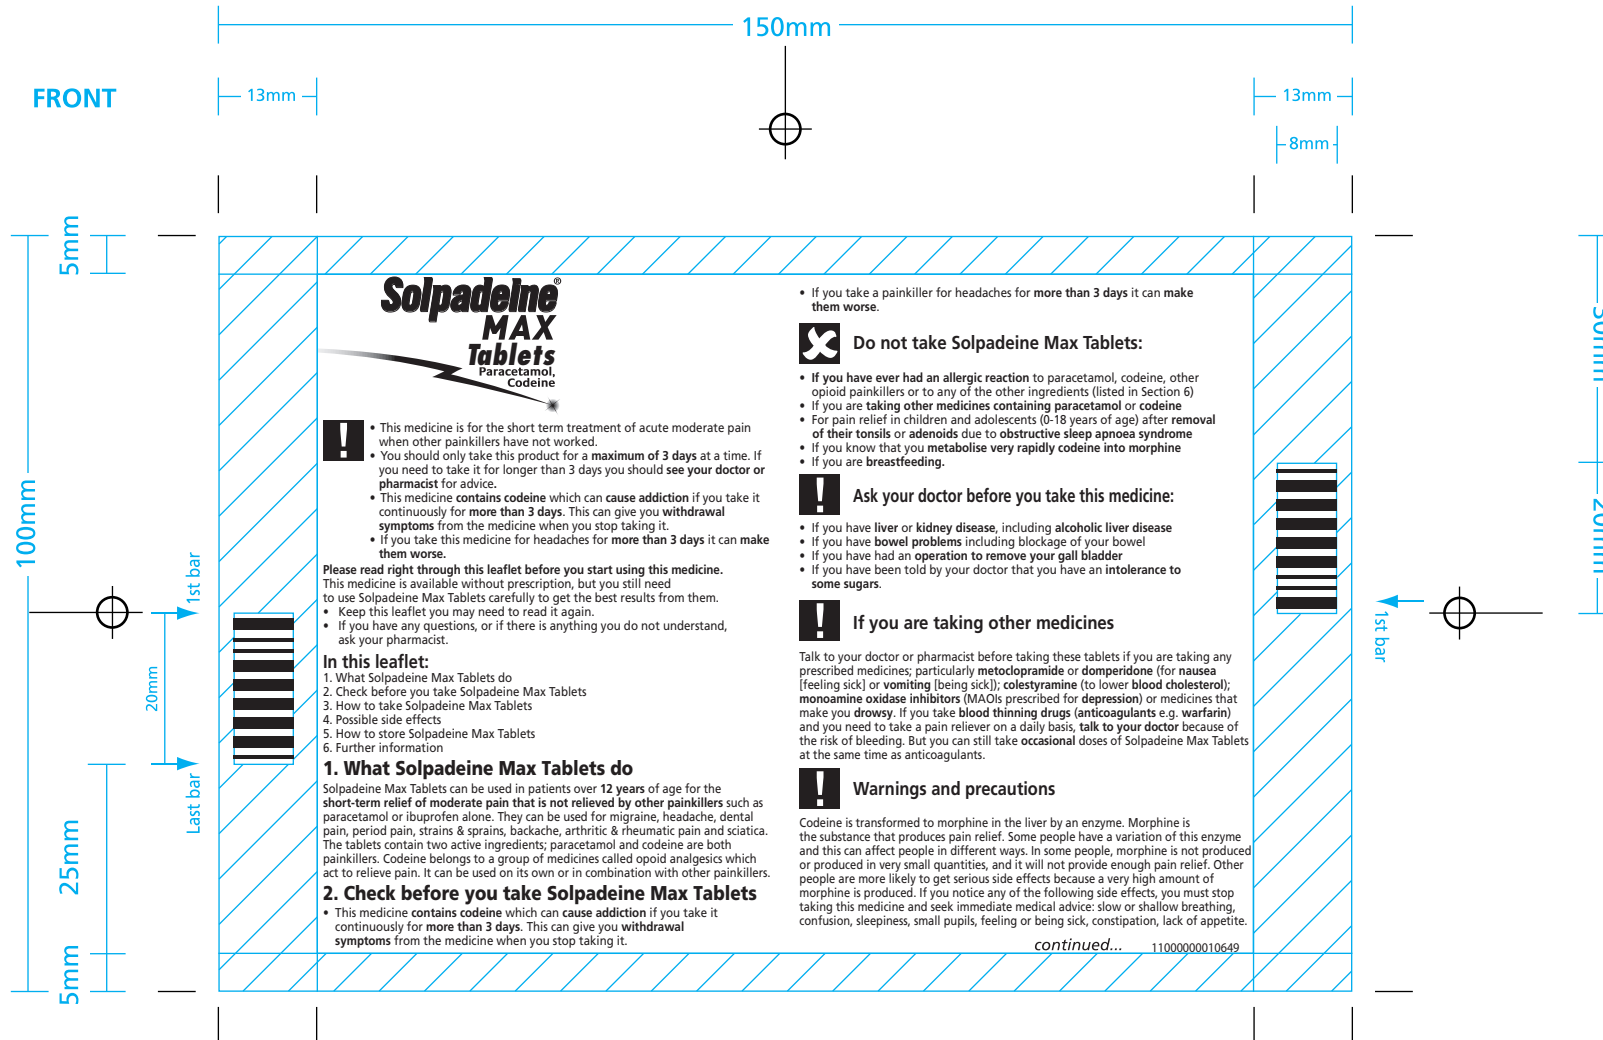 150mm
FRONT
13mm
13mm
8mm
5mm
100mm
5mm
25mm
20mm
1st bar
Last bar
1st bar
Solpadeine®
MAX
Tablets
Paracetamol,
Codeine
!
• This medicine is for the short term treatment of acute moderate pain
when other painkillers have not worked.
• You should only take this product for a maximum of 3 days at a time. If
you need to take it for longer than 3 days you should see your doctor or
pharmacist for advice.
• This medicine contains codeine which can cause addiction if you take it
continuously for more than 3 days. This can give you withdrawal
symptoms from the medicine when you stop taking it.
• If you take this medicine for headaches for more than 3 days it can make
them worse.
Please read right through this leaflet before you start using this medicine.
This medicine is available without prescription, but you still need
to use Solpadeine Max Tablets carefully to get the best results from them.
• Keep this leaflet you may need to read it again.
• If you have any questions, or if there is anything you do not understand,
ask your pharmacist.
In this leaflet:
1. What Solpadeine Max Tablets do
2. Check before you take Solpadeine Max Tablets
3. How to take Solpadeine Max Tablets
4. Possible side effects
5. How to store Solpadeine Max Tablets
6. Further information
1. What Solpadeine Max Tablets do
Solpadeine Max Tablets can be used in patients over 12 years of age for the
short-term relief of moderate pain that is not relieved by other painkillers such as
paracetamol or ibuprofen alone. They can be used for migraine, headache, dental
pain, period pain, strains & sprains, backache, arthritic & rheumatic pain and sciatica.
The tablets contain two active ingredients; paracetamol and codeine are both
painkillers. Codeine belongs to a group of medicines called opoid analgesics which
act to relieve pain. It can be used on its own or in combination with other painkillers.
2. Check before you take Solpadeine Max Tablets
• This medicine contains codeine which can cause addiction if you take it
continuously for more than 3 days. This can give you withdrawal
symptoms from the medicine when you stop taking it.
• If you take a painkiller for headaches for more than 3 days it can make
them worse.
Do not take Solpadeine Max Tablets:
• If you have ever had an allergic reaction to paracetamol, codeine, other
opioid painkillers or to any of the other ingredients (listed in Section 6)
• If you are taking other medicines containing paracetamol or codeine
• For pain relief in children and adolescents (0-18 years of age) after removal
of their tonsils or adenoids due to obstructive sleep apnoea syndrome
• If you know that you metabolise very rapidly codeine into morphine
• If you are breastfeeding.
! Ask your doctor before you take this medicine:
• If you have liver or kidney disease, including alcoholic liver disease
• If you have bowel problems including blockage of your bowel
• If you have had an operation to remove your gall bladder
• If you have been told by your doctor that you have an intolerance to
some sugars.
! If you are taking other medicines
Talk to your doctor or pharmacist before taking these tablets if you are taking any
prescribed medicines; particularly metoclopramide or domperidone (for nausea
[feeling sick] or vomiting [being sick]); colestyramine (to lower blood cholesterol);
monoamine oxidase inhibitors (MAOIs prescribed for depression) or medicines that
make you drowsy. If you take blood thinning drugs (anticoagulants e.g. warfarin)
and you need to take a pain reliever on a daily basis, talk to your doctor because of
the risk of bleeding. But you can still take occasional doses of Solpadeine Max Tablets
at the same time as anticoagulants.
! Warnings and precautions
Codeine is transformed to morphine in the liver by an enzyme. Morphine is
the substance that produces pain relief. Some people have a variation of this enzyme
and this can affect people in different ways. In some people, morphine is not produced
or produced in very small quantities, and it will not provide enough pain relief. Other
people are more likely to get serious side effects because a very high amount of
morphine is produced. If you notice any of the following side effects, you must stop
taking this medicine and seek immediate medical advice: slow or shallow breathing,
confusion, sleepiness, small pupils, feeling or being sick, constipation, lack of appetite.
continued...
11000000010649